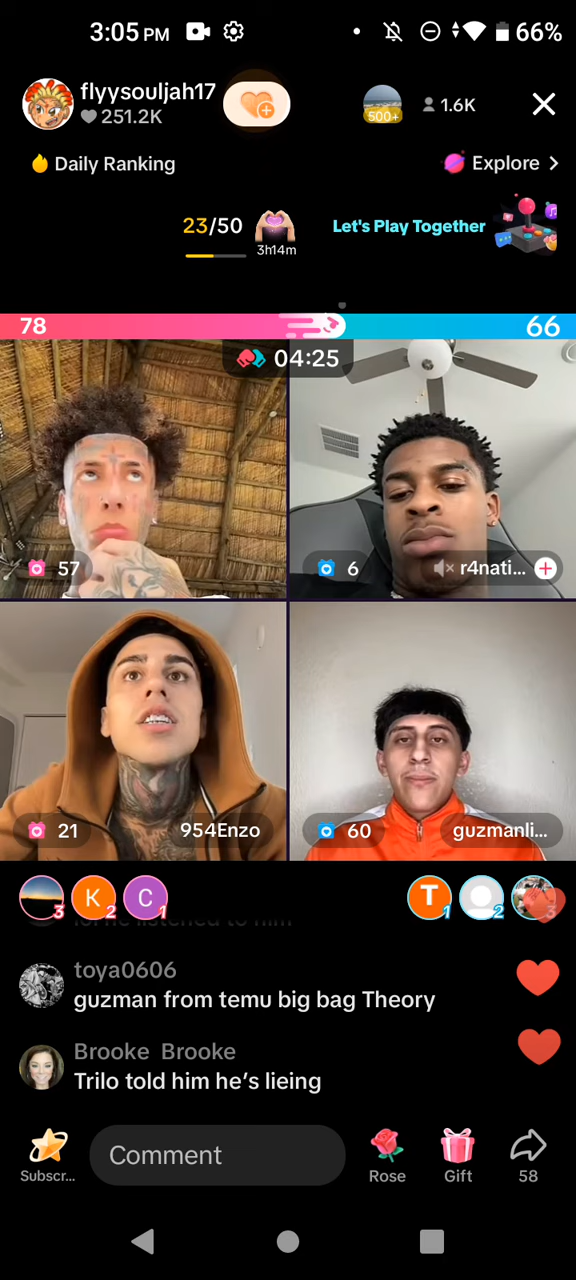 3:05 PM
66%
flyysouljah17
251.2K
500+
1.6K
Daily Ranking
Explore >
23/50
3h14m
Let's Play Together
78
66
04:25
57
6
r4nati...
21
954Enzo
60
guzmanli...
3
K
2
C
1
T
1
2
toya0606
guzman from temu big bag Theory
Brooke Brooke
Trilo told him he’s lieing
Subscr...
Comment
Rose
Gift
58